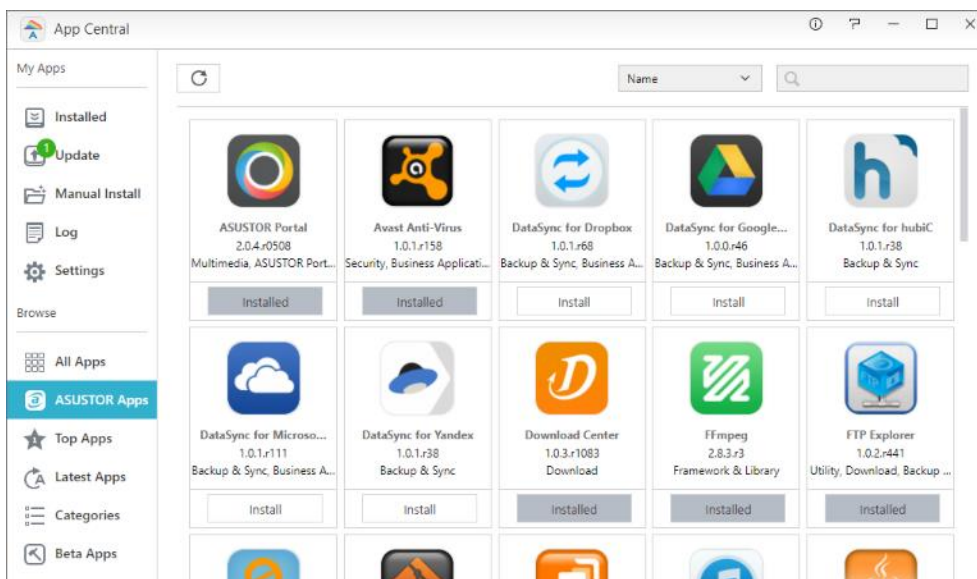 App Central
My Apps
Installed
1
Update
Manual Install
Log
Settings
Browse
All Apps
ASUSTOR Apps
Top Apps
Latest Apps
Categories
Beta Apps
Name
ASUSTOR Portal
2.0.4.r0508
Multimedia, ASUSTOR Port...
Installed
Avast Anti-Virus
1.0.1.r158
Security, Business Applicati...
Installed
DataSync for Dropbox
1.0.1.r68
Backup & Sync, Business A...
Install
DataSync for Google...
1.0.0.r46
Backup & Sync, Business A...
Install
DataSync for hubiC
1.0.1.r38
Backup & Sync
Install
DataSync for Microso...
1.0.1.r111
Backup & Sync, Business A...
Install
DataSync for Yandex
1.0.1.r38
Backup & Sync
Install
Download Center
1.0.3.r1083
Download
Installed
FFmpeg
2.8.3.r3
Framework & Library
Installed
FTP Explorer
1.0.2.r441
Utility, Download, Backup ...
Installed